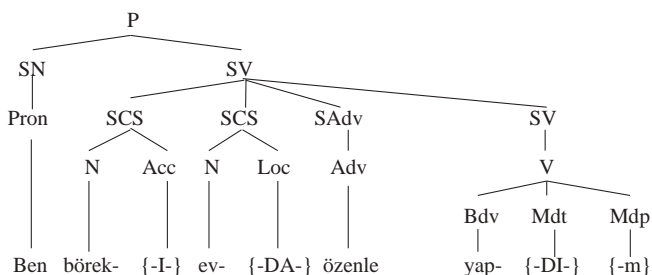 P
SN SV
Pron SCS SCS SAdv SV
N Acc N Loc Adv V
Bdv Mdt Mdp
Ben börek- {-I-} ev- {-DA-} özenle yap- {-DI-} {-m}